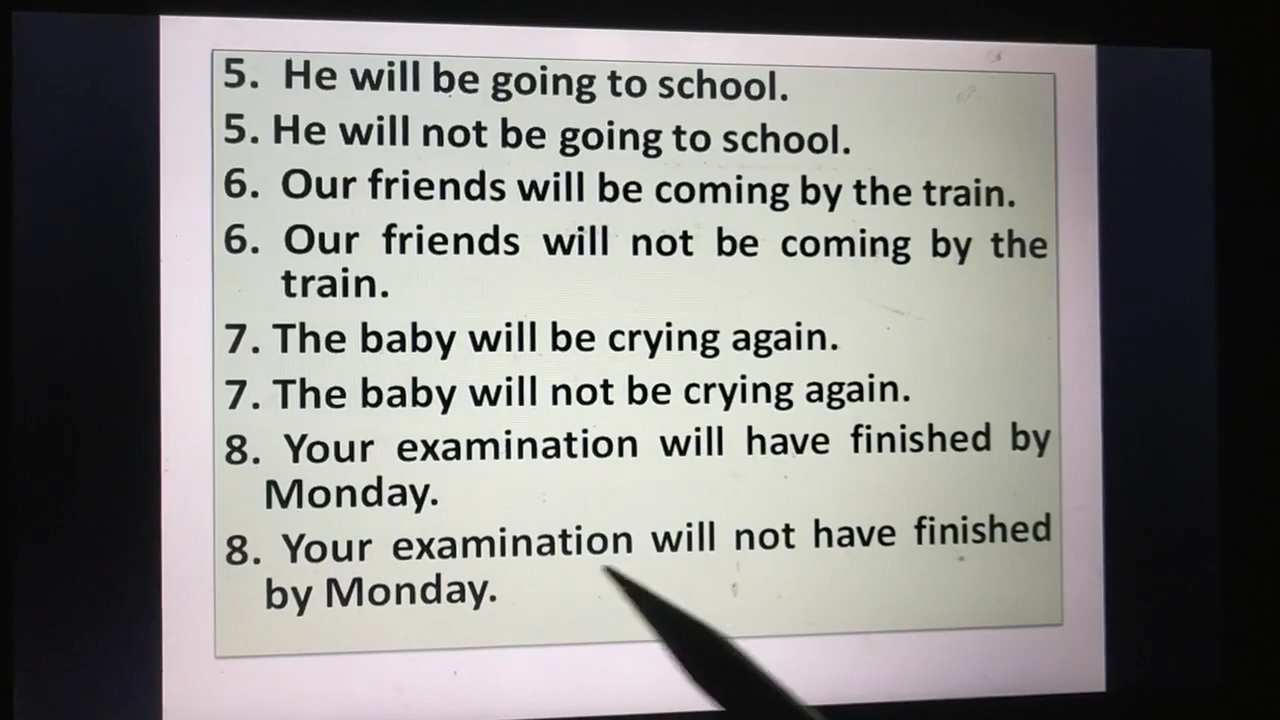 5. He will be going to school.
5. He will not be going to school.
6. Our friends will be coming by the train.
6. Our friends will not be coming by the
train.
7. The baby will be crying again.
7. The baby will not be crying again.
8. Your examination will have finished by
Monday.
8. Your examination will not have finished
by Monday.